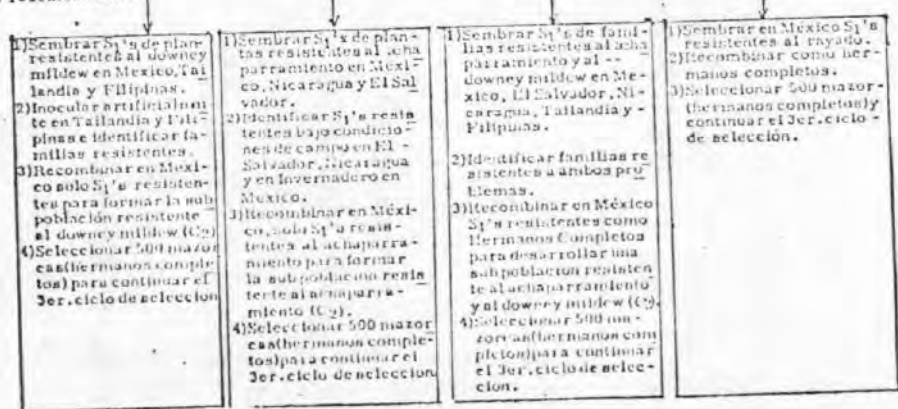 1)Sembrar S1's de plan-
resistentes al downey
mildew en Mexico, Tai
landia y Filipinas.
2)Inocular artificialmen
te en Tailandia y Fili-
pinas e identificar fa-
milias resistentes.
3)Recombinar en Mexi-
co solo S1's resisten-
tes para formar la sub
población resistente
al downey mildew (C2)
4)Seleccionar 500 mazor
cas(hermanos comple-
tos) para continuar el
3er. ciclo de selección
1)Sembrar S1's de plan-
tas resistentes al acha
parramiento en Mexi-
co, Nicaragua y El Sal
vador.
2)Identificar S1's resis
tentes bajo condicio-
nes de campo en El -
Salvador, Nicaragua
y en Invernadero en
Mexico.
3)Recombinar en Méxi-
co, solo S1's resis-
tentes al achaparra-
miento para formar
la subpoblación resis
tente al achaparra-
miento (C2).
4)Seleccionar 500 mazor
cas(hermanos comple-
tos)para continuar el
3er. ciclo de selección
1)Sembrar S1's de fami-
lias resistentes al acha
parramiento y al --
downey mildew en Me-
xico, El Salvador, Ni-
caragua, Tailandia y -
Filipinas.
2)Identificar familias re
sistentes a ambos pro
blemas.
3)Recombinar en México
S1's resistentes como
Hermanos Completos
para desarrollar una
subpoblación resisten
te al achaparramiento
y al downey mildew (C2).
4)Seleccionar 500 ma-
zorcas(hermanos com
pletos)para continuar
el 3er. ciclo de selec-
ción.
1)Sembrar en México S1's
resistentes al rayado.
2)Recombinar como her-
manos completos.
3)Seleccionar 500 mazor-
(hermanos completos)y
continuar el 3er. ciclo -
de selección.